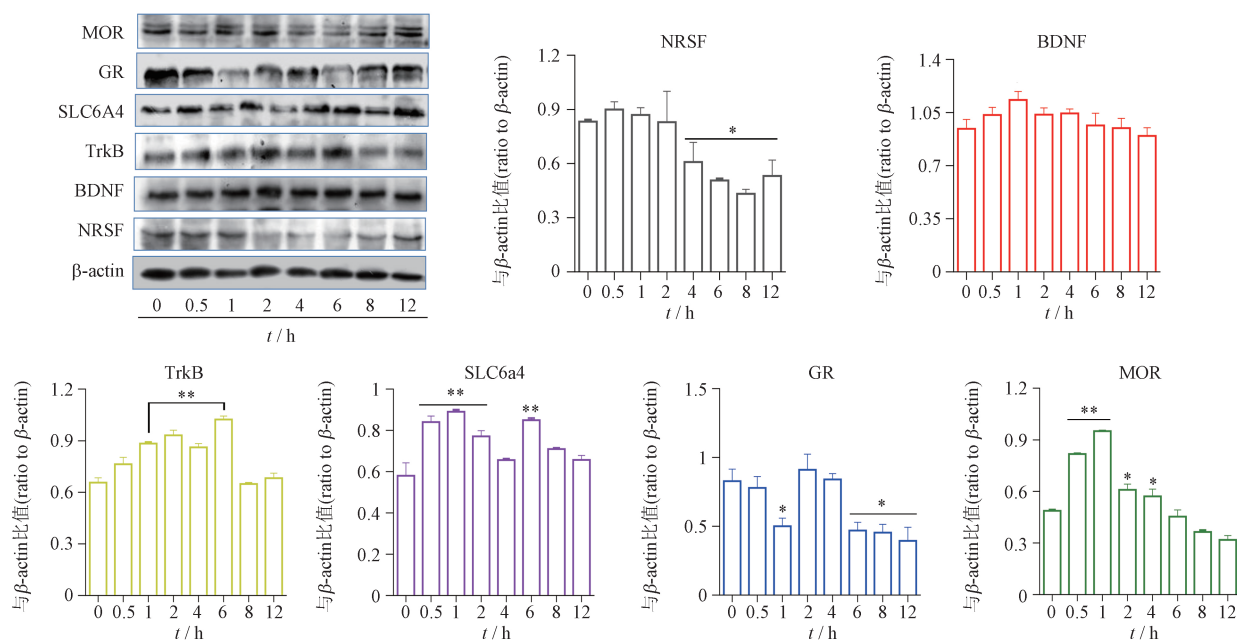 MOR
GR
SLC6A4
TrkB
BDNF
NRSF
β-actin
0 0.5 1 2 4 6 8 12
t / h
NRSF
与β-actin比值(ratio to β-actin)
1.2
0.9
0.6
0.3
0
*
0 0.5 1 2 4 6 8 12
t / h
BDNF
与β-actin比值(ratio to β-actin)
1.4
1.05
0.7
0.35
0
0 0.5 1 2 4 6 8 12
t / h
TrkB
与β-actin比值(ratio to β-actin)
1.2
0.9
0.6
0.3
0
**
0 0.5 1 2 4 6 8 12
t / h
SLC6a4
与β-actin比值(ratio to β-actin)
1
0.8
0.6
0.4
0.2
0
** **
0 0.5 1 2 4 6 8 12
t / h
GR
与β-actin比值(ratio to β-actin)
1.5
1
0.5
0
* *
0 0.5 1 2 4 6 8 12
t / h
MOR
与β-actin比值(ratio to β-actin)
1.2
0.9
0.6
0.3
0
**
* *
0 0.5 1 2 4 6 8 12
t / h